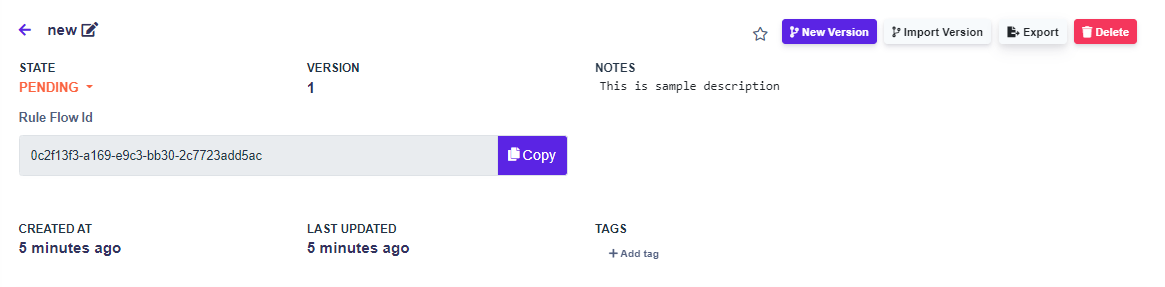 new
New Version
Import Version
Export
Delete
STATE
PENDING
VERSION
1
NOTES
This is sample description
Rule Flow Id
0c2f13f3-a169-e9c3-bb30-2c7723add5ac
Copy
CREATED AT
5 minutes ago
LAST UPDATED
5 minutes ago
TAGS
+ Add tag